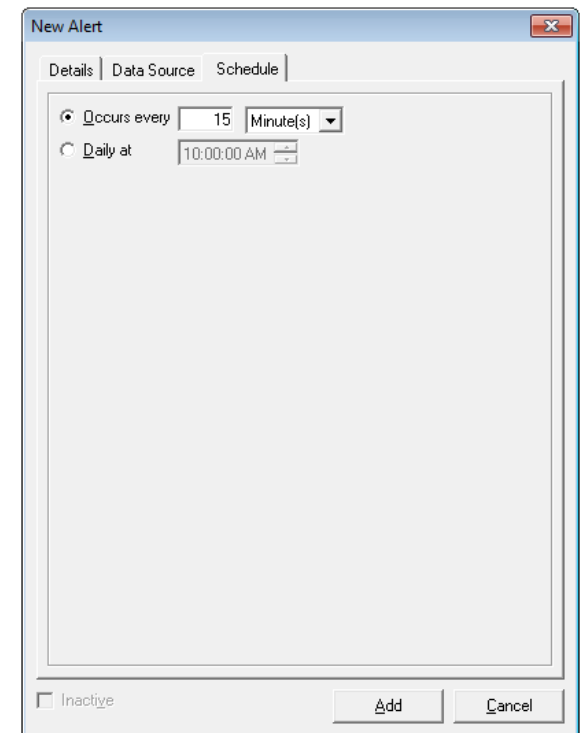 New Alert
Details Data Source Schedule
Occurs every 15 Minute(s)
Daily at 10:00:00 AM
Inactive Add Cancel